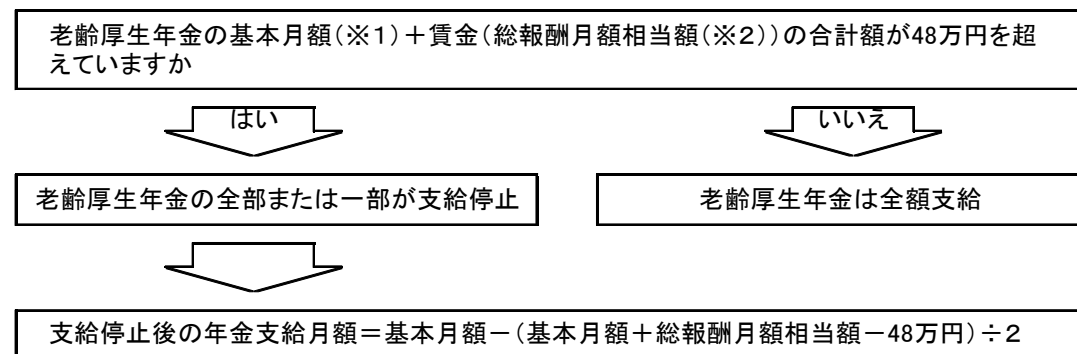 老齢厚生年金の基本月額(※1)+賃金(総報酬月額相当額(※2))の合計額が48万円を超
えていますか
はい
いいえ
老齢厚生年金の全部または一部が支給停止
老齢厚生年金は全額支給
支給停止後の年金支給月額=基本月額-(基本月額+総報酬月額相当額-48万円)÷2